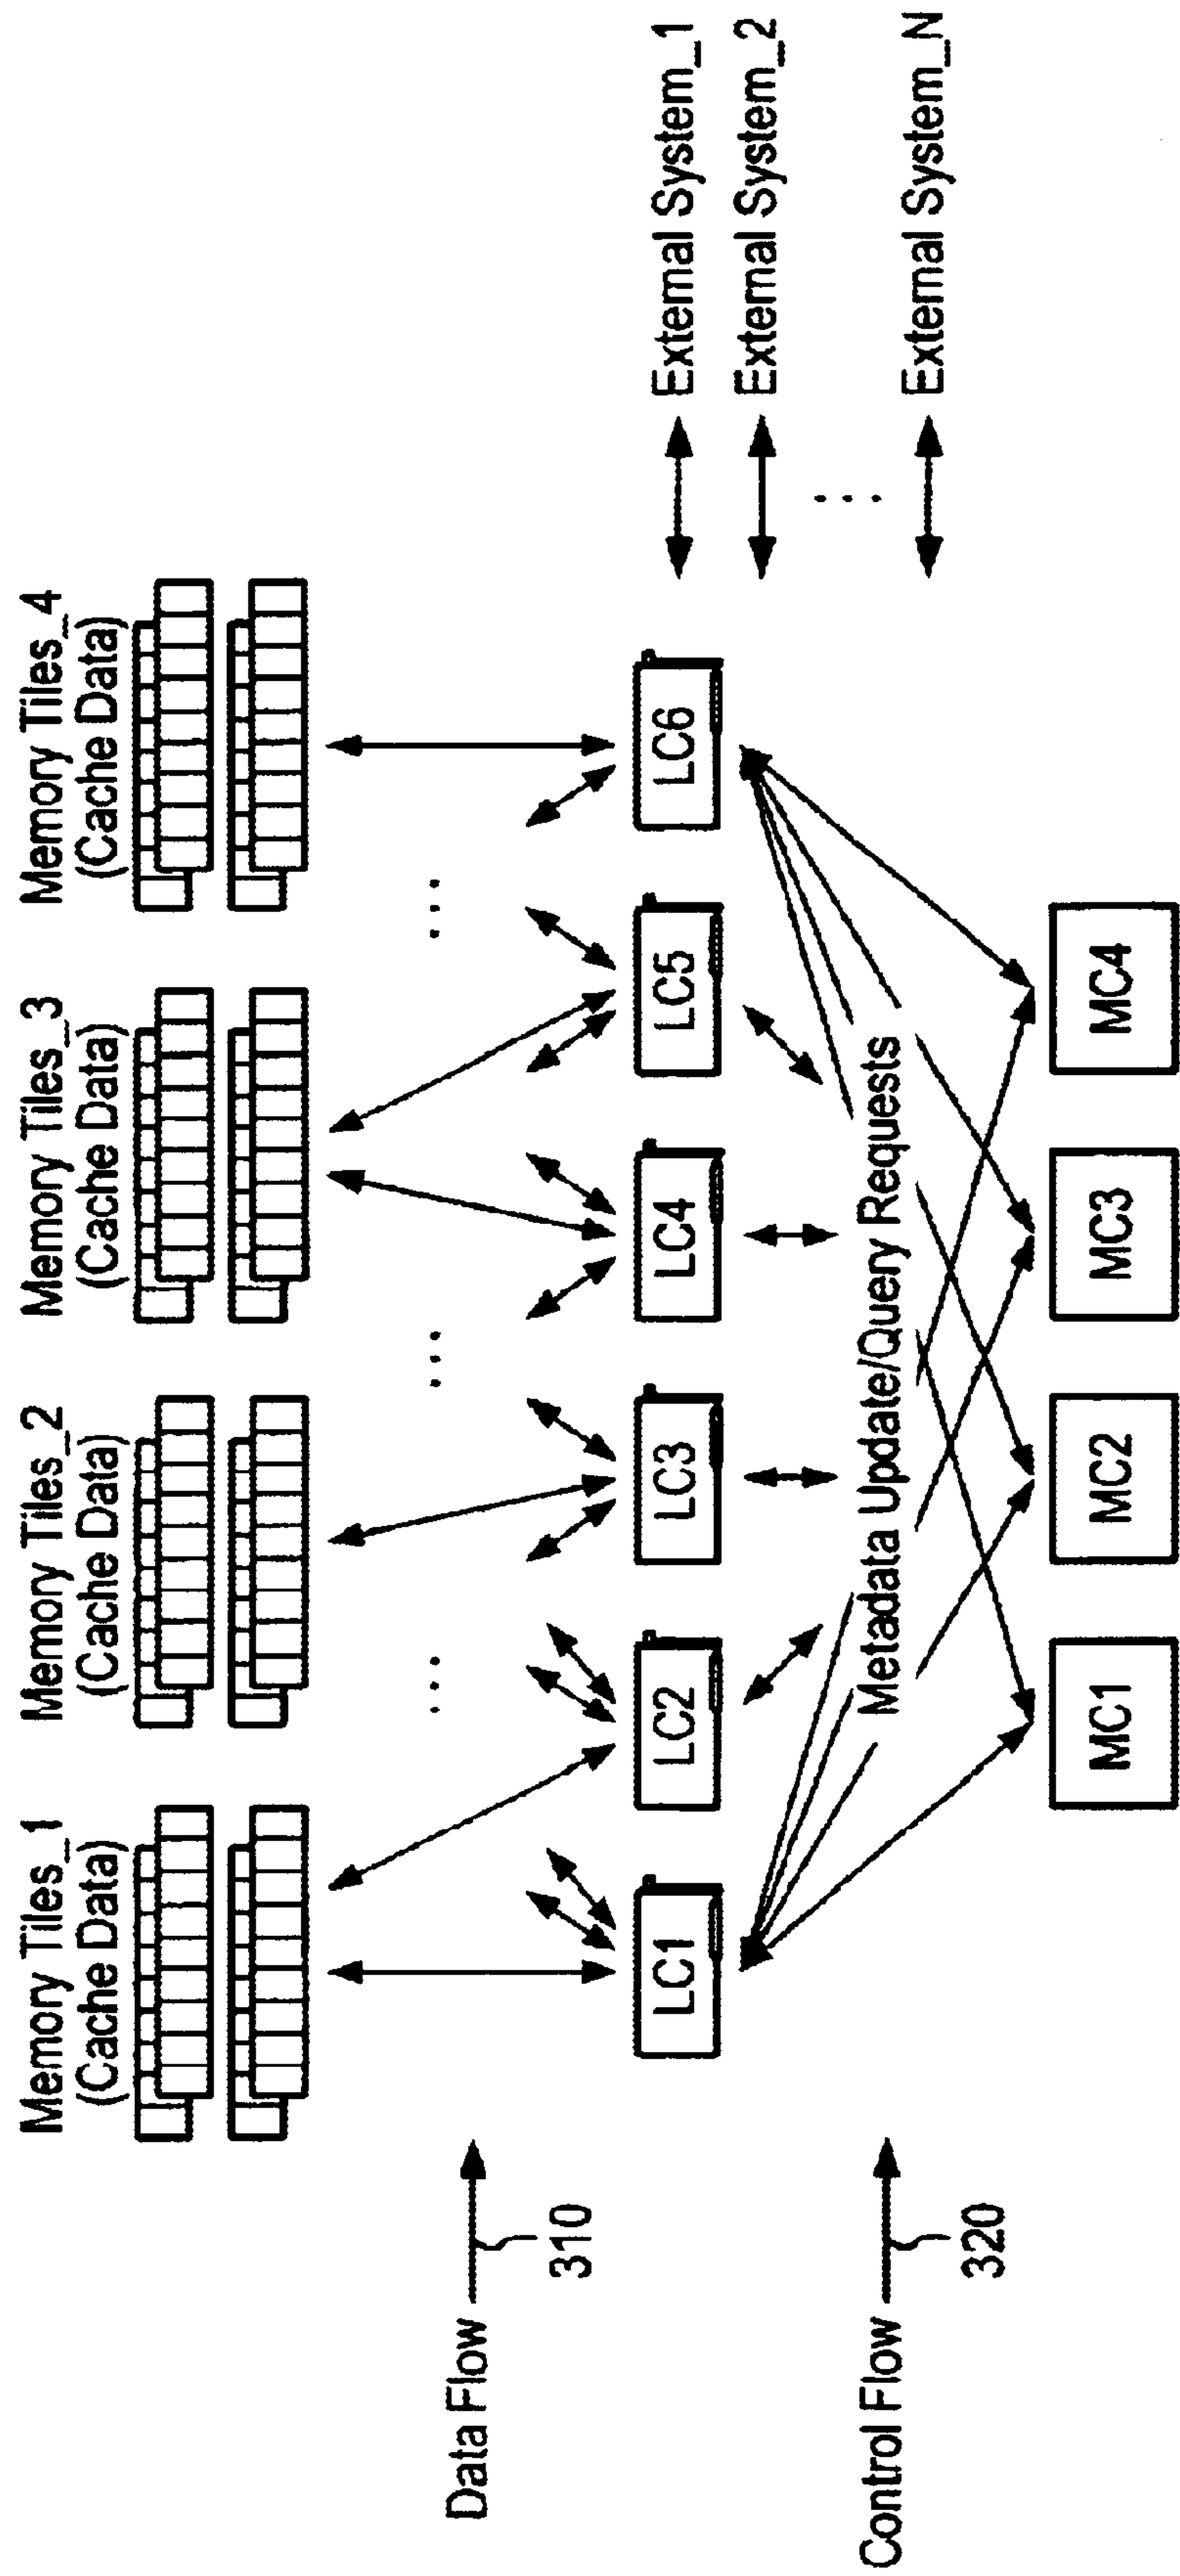 Memory Tiles_1
(Cache Data)
Memory Tiles_2
(Cache Data)
Memory Tiles_3
(Cache Data)
Memory Tiles_4
(Cache Data)
Data Flow
310
...
...
...
LC1
LC2
LC3
LC4
LC5
LC6
External System_1
External System_2
...
External System_N
Control Flow
320
Metadata Update/Query Requests
MC1
MC2
MC3
MC4